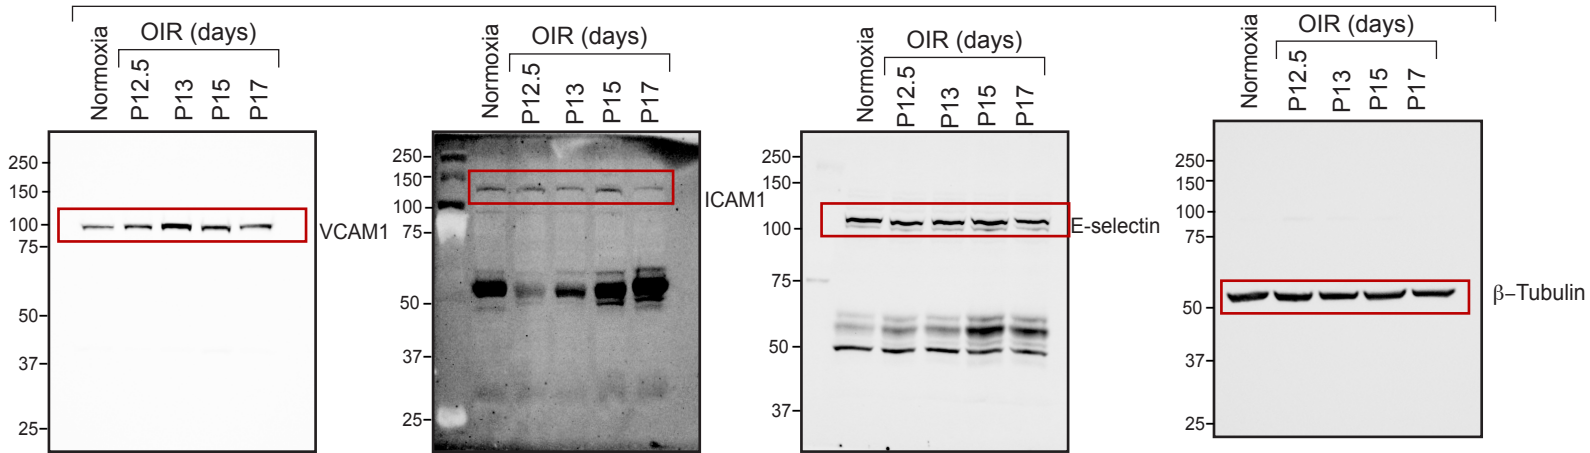 OIR (days)
Normoxia
P12.5
P13
P15
P17
250
150
100
75
50
37
25
VCAM1
OIR (days)
Normoxia
P12.5
P13
P15
P17
250
150
100
75
50
37
25
ICAM1
OIR (days)
Normoxia
P12.5
P13
P15
P17
250
150
100
75
50
37
E-selectin
OIR (days)
Normoxia
P12.5
P13
P15
P17
250
150
100
75
50
37
25
β–Tubulin